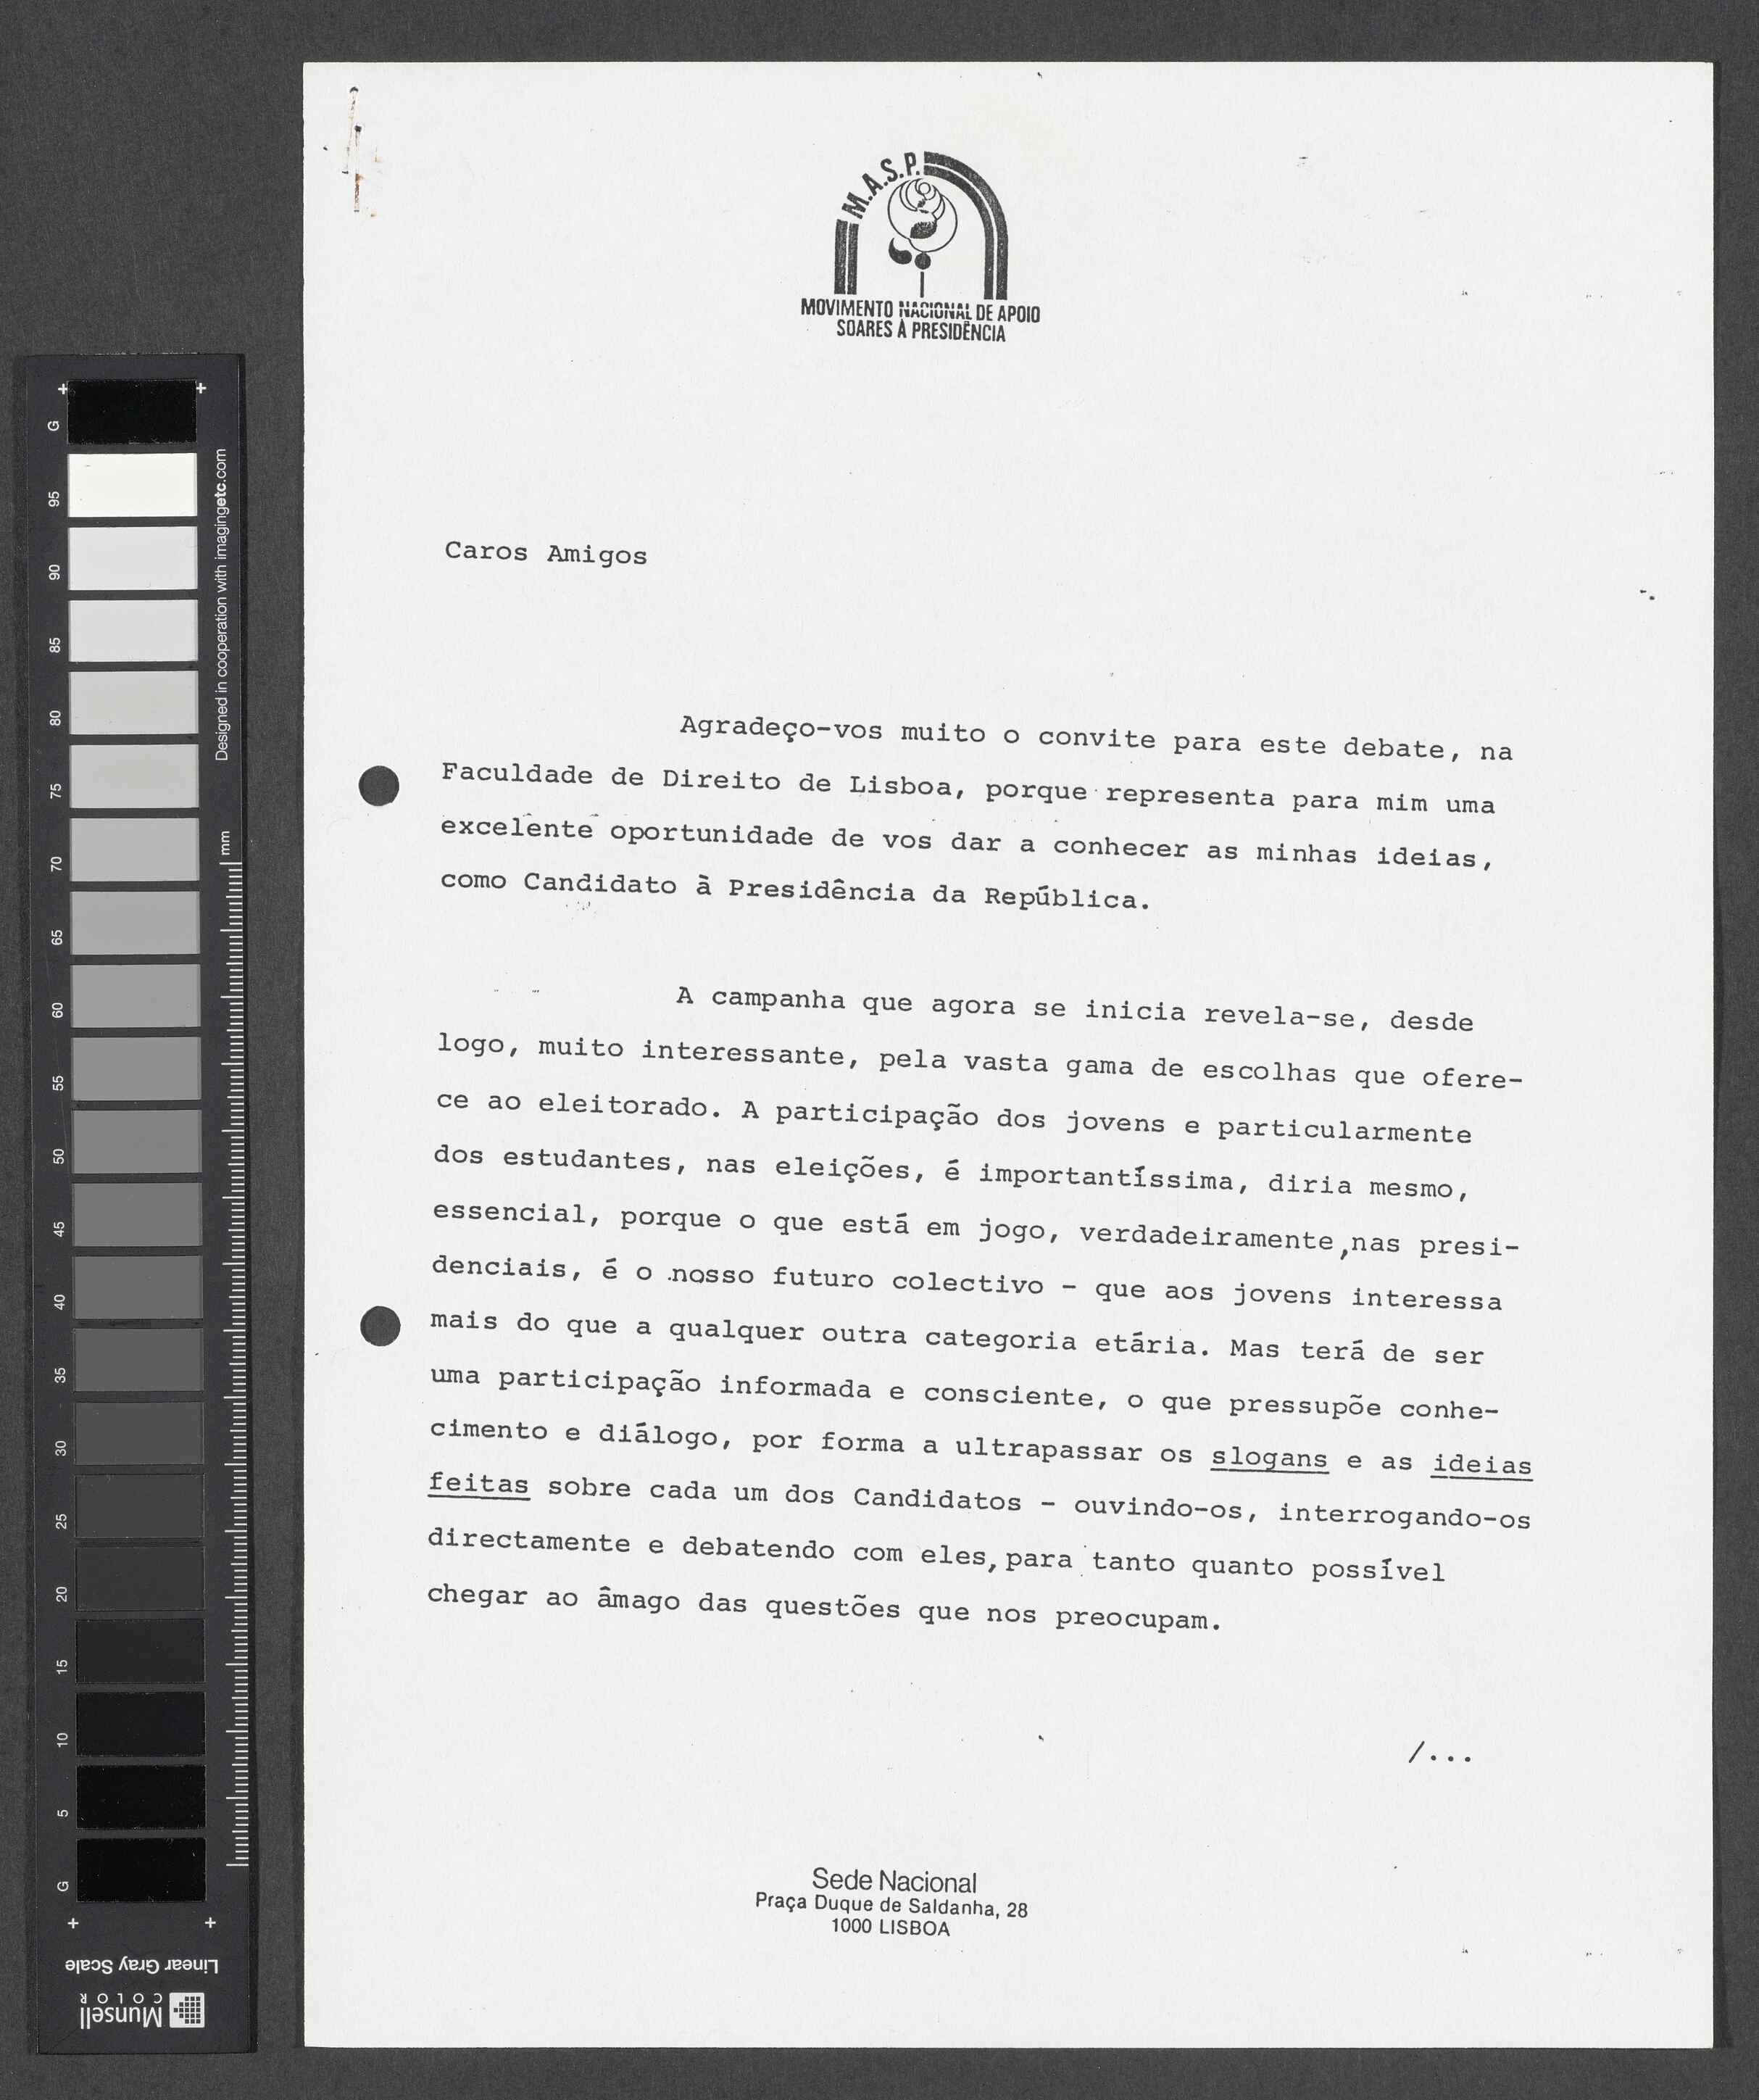 M.A.S.P.
MOVIMENTO NACIONAL DE APOIO
SOARES À PRESIDÊNCIA
Caros Amigos
Agradeço-vos muito o convite para este debate, na
Faculdade de Direito de Lisboa, porque representa para mim uma
excelente oportunidade de vos dar a conhecer as minhas ideias,
como Candidato à Presidência da República.
A campanha que agora se inicia revela-se, desde
logo, muito interessante, pela vasta gama de escolhas que ofere-
ce ao eleitorado. A participação dos jovens e particularmente
dos estudantes, nas eleições, é importantíssima, diria mesmo,
essencial, porque o que está em jogo, verdadeiramente,nas presi-
denciais, é o nosso futuro colectivo - que aos jovens interessa
mais do que a qualquer outra categoria etária. Mas terá de ser
uma participação informada e consciente, o que pressupõe conhe-
cimento e diálogo, por forma a ultrapassar os slogans e as ideias
feitas sobre cada um dos Candidatos - ouvindo-os, interrogando-os
directamente e debatendo com eles, para tanto quanto possível
chegar ao âmago das questões que nos preocupam.
/...
Sede Nacional
Praça Duque de Saldanha, 28
1000 LISBOA
G
95
90
85
80
75
70
65
60
55
50
45
40
35
30
25
20
15
10
5
G
Designed in cooperation with imagingetc.com
mm
Linear Gray Scale
Munsell
COLOR